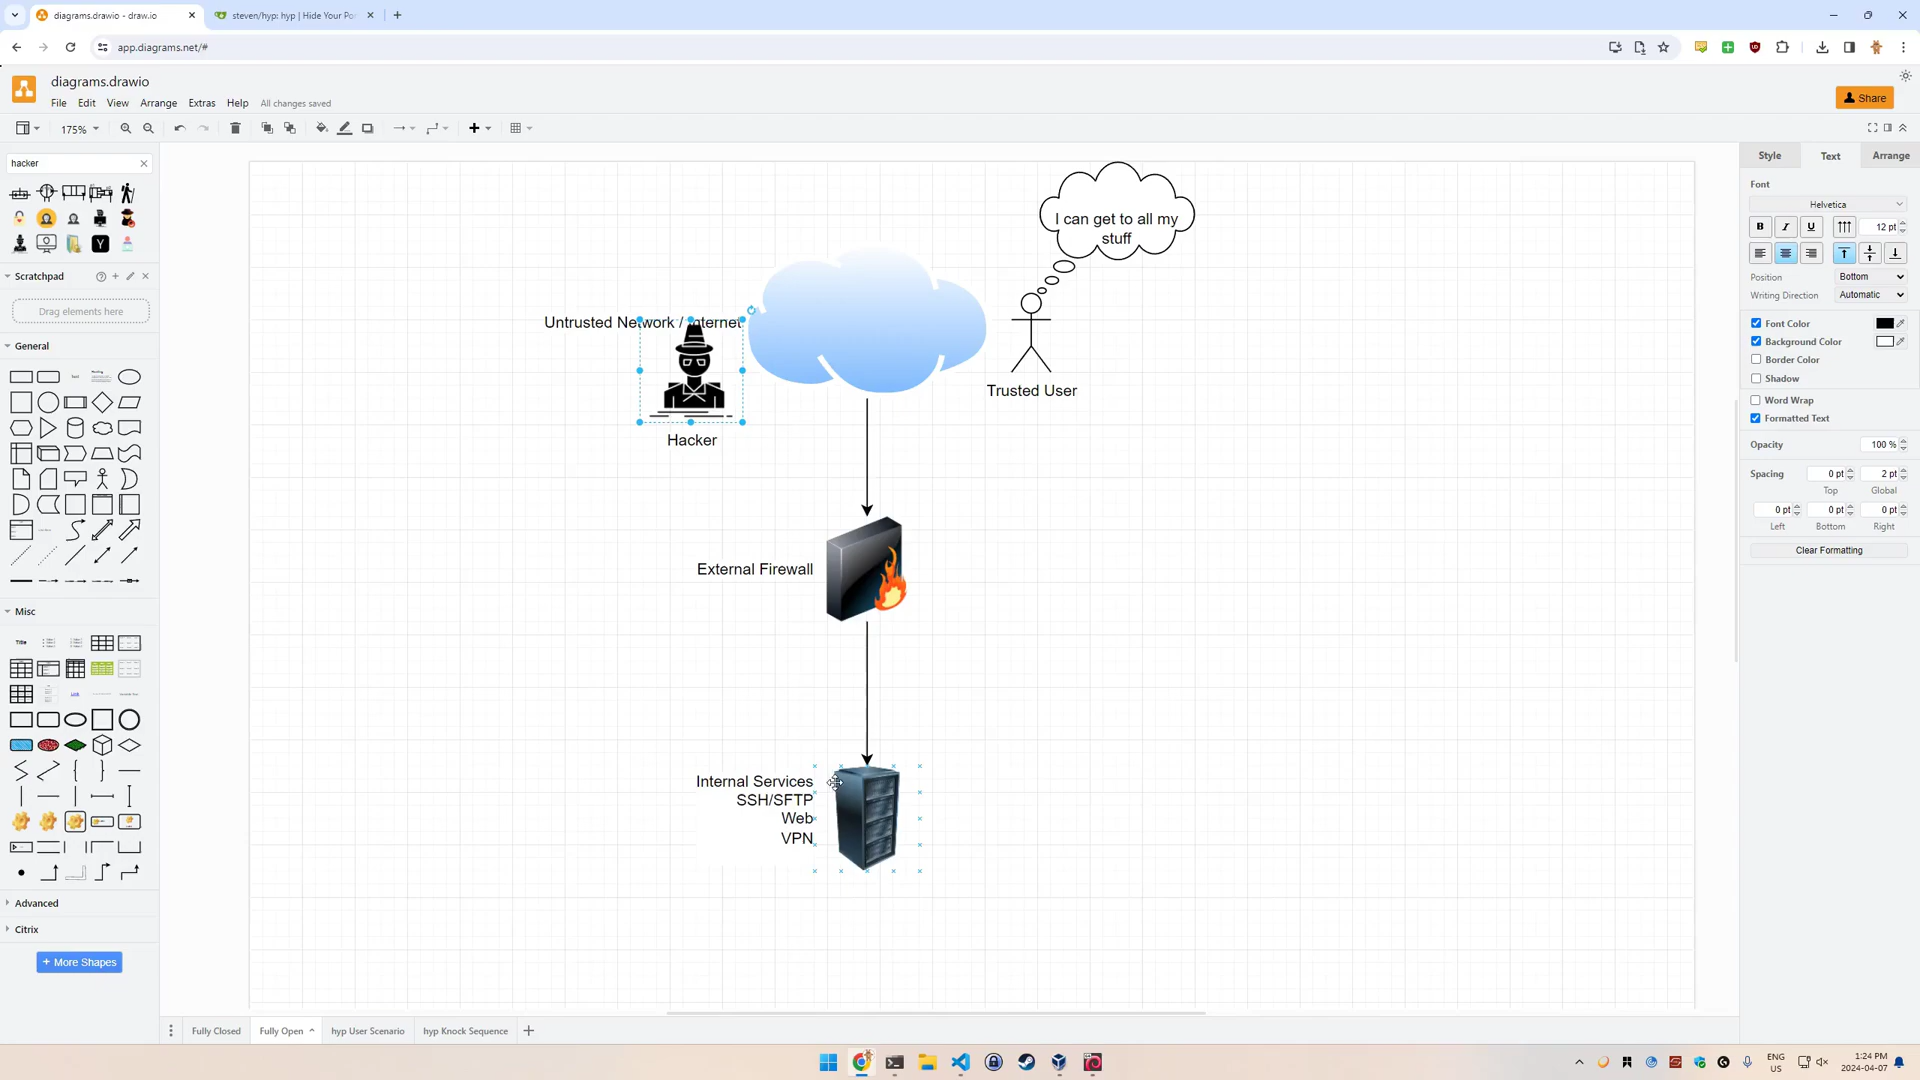 diagrams.drawio - draw.io
steven/hyp: hyp | Hide Your Po
app.diagrams.net/#
diagrams.drawio
File Edit View Arrange Extras Help All changes saved
Share
175%
hacker
Style Text Arrange
Font
Helvetica
B I U
12 pt
Position
Bottom
Writing Direction
Automatic
Font Color
Background Color
Border Color
Shadow
Word Wrap
Formatted Text
Opacity
100 %
Spacing
0 pt
2 pt
Top
Global
0 pt
0 pt
0 pt
Left
Bottom
Right
Clear Formatting
Y
Scratchpad
Drag elements here
General
Misc
Title
Advanced
Citrix
+ More Shapes
I can get to all my
stuff
Untrusted Network / Internet
Trusted User
Hacker
External Firewall
Internal Services
SSH/SFTP
Web
VPN
Fully Closed
Fully Open
hyp User Scenario
hyp Knock Sequence
ENG
US
1:24 PM
2024-04-07